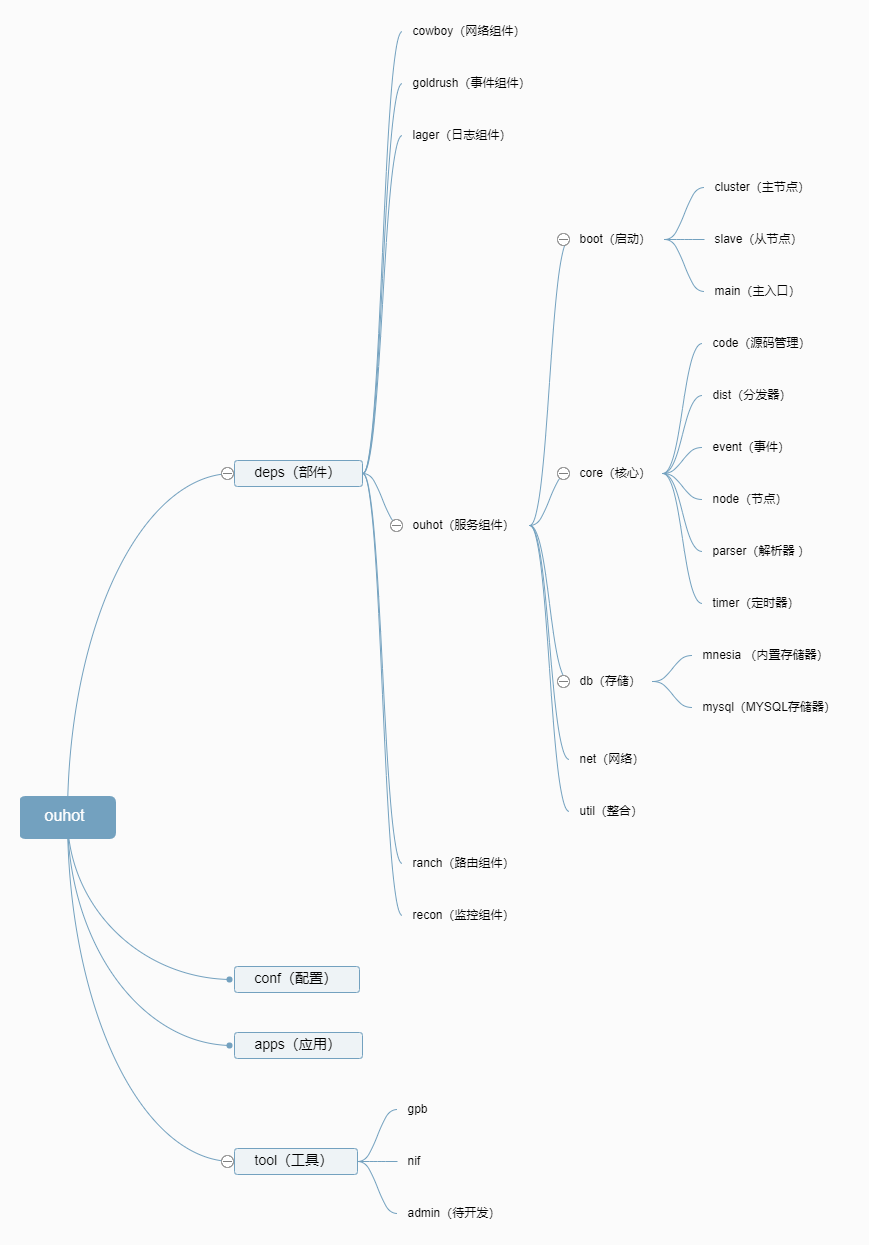 cowboy（网络组件）
goldrush（事件组件）
lager（日志组件）
cluster（主节点）
boot（启动）
slave（从节点）
main（主入口）
code（源码管理）
dist（分发器）
event（事件）
deps（部件）
core（核心）
node（节点）
ouhot（服务组件）
parser（解析器 ）
timer（定时器）
mnesia （内置存储器）
db（存储）
mysql（MYSQL存储器）
net（网络）
util（整合）
ouhot
ranch（路由组件）
recon（监控组件）
conf（配置）
apps（应用）
gpb
tool（工具）
nif
admin（待开发）